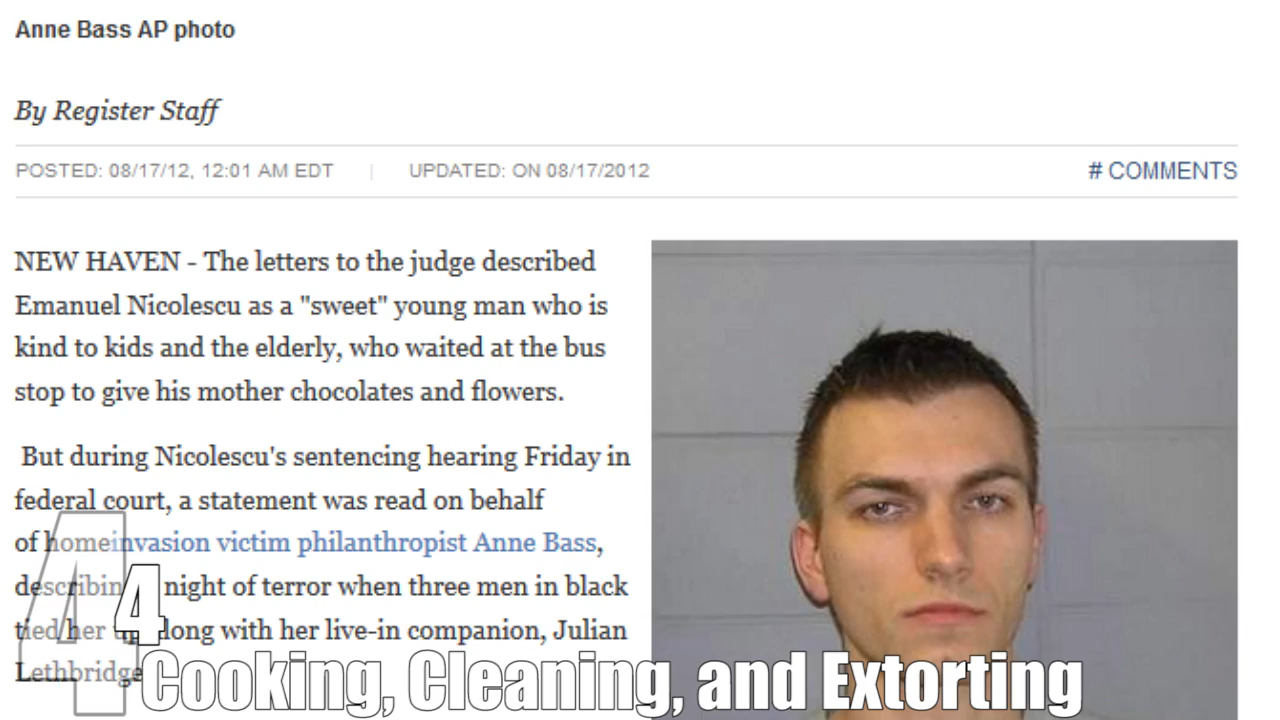 Anne Bass AP photo
By Register Staff
POSTED: 08/17/12, 12:01 AM EDT | UPDATED: ON 08/17/2012 # COMMENTS
NEW HAVEN - The letters to the judge described
Emanuel Nicolescu as a "sweet" young man who is
kind to kids and the elderly, who waited at the bus
stop to give his mother chocolates and flowers.
But during Nicolescu's sentencing hearing Friday in
federal court, a statement was read on behalf
of homeinvasion victim philanthropist Anne Bass,
describin night of terror when three men in black
tied her long with her live-in companion, Julian
Lethbridge
4
4
Cooking, Cleaning, and Extorting